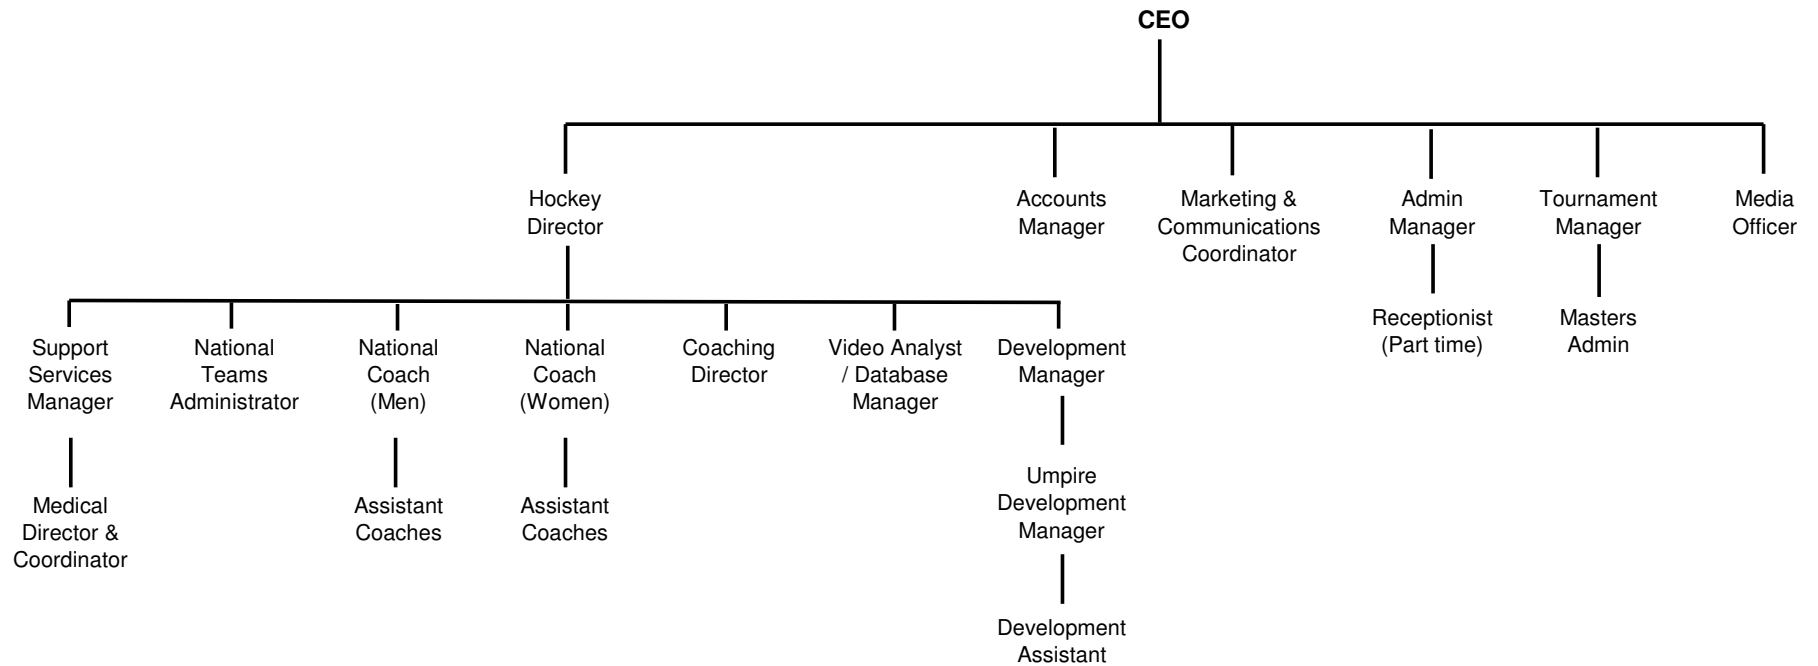 CEO
Hockey
Director
Accounts
Manager
Marketing &
Communications
Coordinator
Admin
Manager
Tournament
Manager
Media
Officer
Receptionist
(Part time)
Masters
Admin
Support
Services
Manager
National
Teams
Administrator
National
Coach
(Men)
National
Coach
(Women)
Coaching
Director
Video Analyst
/ Database
Manager
Development
Manager
Medical
Director &
Coordinator
Assistant
Coaches
Assistant
Coaches
Umpire
Development
Manager
Development
Assistant